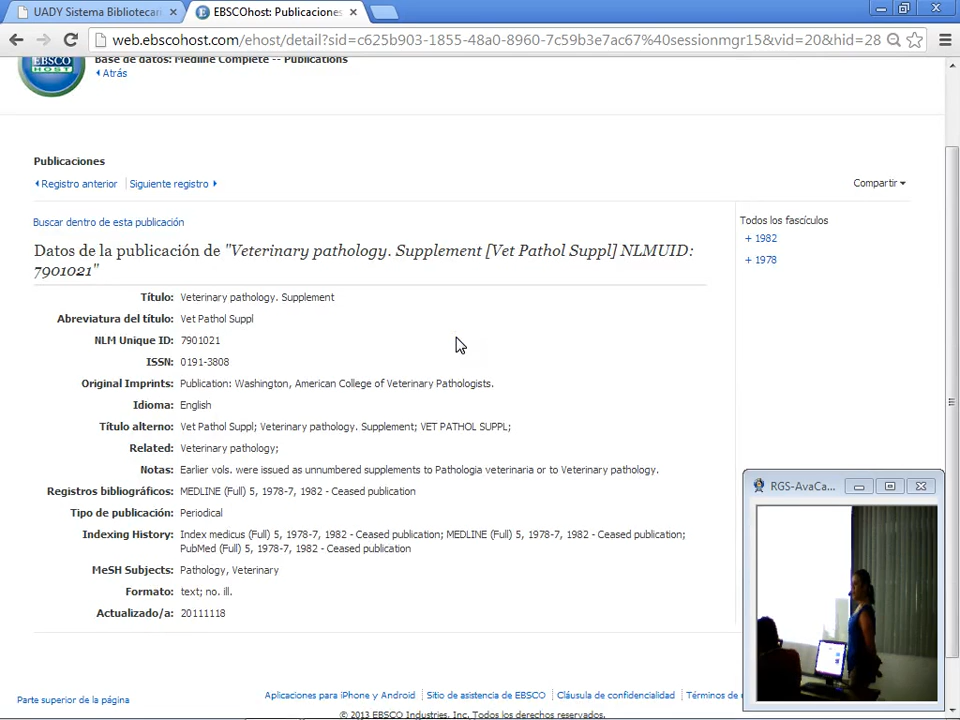 UADY Sistema Bibliotecari
EBSCOhost: Publicaciones
web.ebscohost.com/ehost/detail?sid=c625b903-1855-48a0-8960-7c59b3e7ac67%40sessionmgr15&vid=20&hid=28
EBSCO
HOST
Base de datos: Medline Complete -- Publications
Atrás
Publicaciones
Registro anterior | Siguiente registro
Compartir
Buscar dentro de esta publicación
Datos de la publicación de "Veterinary pathology. Supplement [Vet Pathol Suppl] NLMUID:
7901021"
Título: Veterinary pathology. Supplement
Abreviatura del título: Vet Pathol Suppl
NLM Unique ID: 7901021
ISSN: 0191-3808
Original Imprints: Publication: Washington, American College of Veterinary Pathologists.
Idioma: English
Título alterno: Vet Pathol Suppl; Veterinary pathology. Supplement; VET PATHOL SUPPL;
Related: Veterinary pathology;
Notas: Earlier vols. were issued as unnumbered supplements to Pathologia veterinaria or to Veterinary pathology.
Registros bibliográficos: MEDLINE (Full) 5, 1978-7, 1982 - Ceased publication
Tipo de publicación: Periodical
Indexing History: Index medicus (Full) 5, 1978-7, 1982 - Ceased publication; MEDLINE (Full) 5, 1978-7, 1982 - Ceased publication;
PubMed (Full) 5, 1978-7, 1982 - Ceased publication
MeSH Subjects: Pathology, Veterinary
Formato: text; no. ill.
Actualizado/a: 20111118
Todos los fascículos
+ 1982
+ 1978
RGS-AvaCa...
Parte superior de la página
Aplicaciones para iPhone y Android | Sitio de asistencia de EBSCO | Cláusula de confidencialidad | Términos de
© 2013 EBSCO Industries, Inc. Todos los derechos reservados.